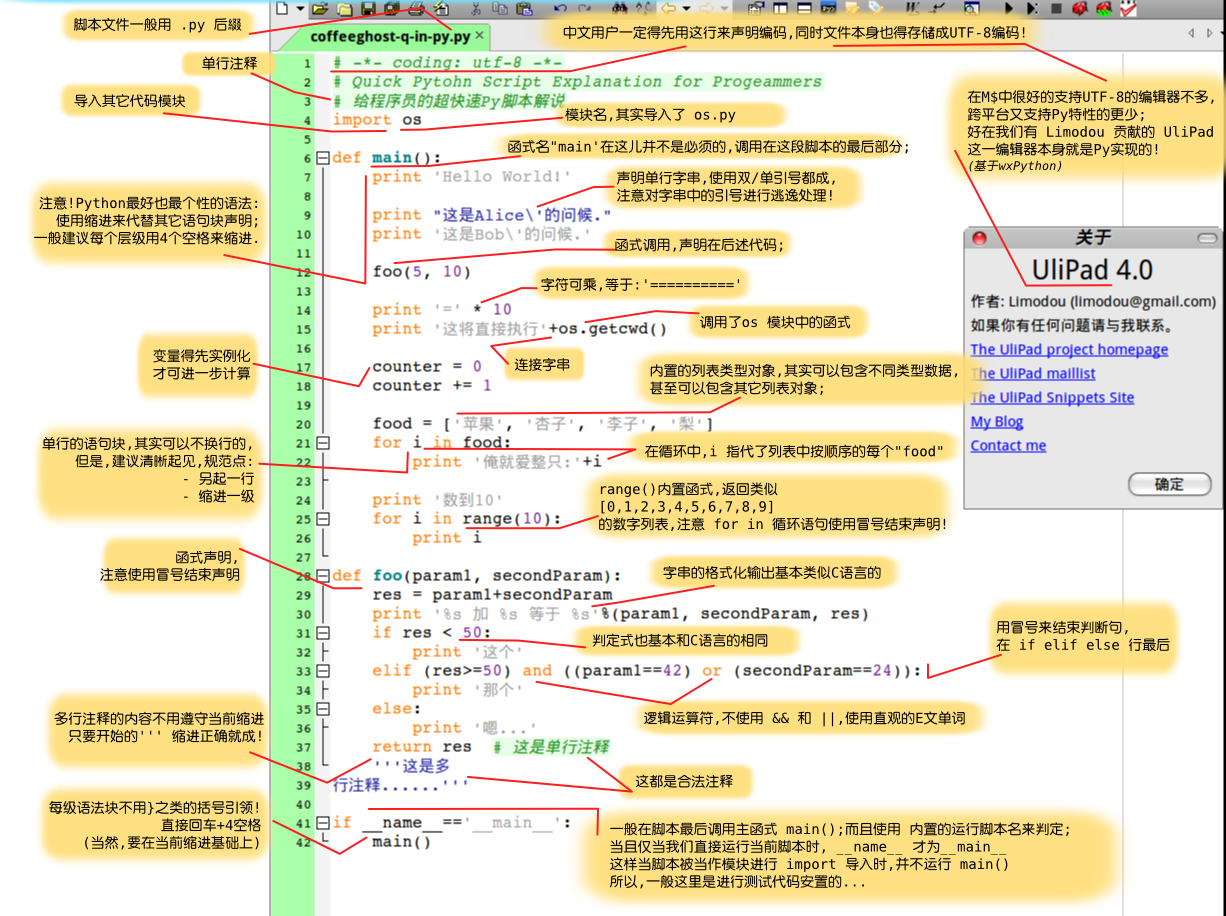 脚本文件一般用 .py 后缀
coffeeghost-q-in-py.py
中文用户一定得先用这行来声明编码,同时文件本身也得存储成UTF-8编码!
单行注释
导入其它代码模块
1 # -*- coding: utf-8 -*-
2 # Quick Pytohn Script Explanation for Progeammers
3 # 给程序员的超快速Py脚本解说
4 import os
模块名,其实导入了 os.py
在M$中很好的支持UTF-8的编辑器不多,
跨平台又支持Py特性的更少;
好在我们有 Limodou 贡献的 UliPad
这一编辑器本身就是Py实现的!
(基于wxPython)
5
函式名"main'在这儿并不是必须的,调用在这段脚本的最后部分;
6 def main():
7 print 'Hello World!'
声明单行字串,使用双/单引号都成,
注意对字串中的引号进行逃逸处理!
8
9 print "这是Alice\'的问候."
10 print '这是Bob\'的问候.'
注意!Python最好也最个性的语法:
使用缩进来代替其它语句块声明;
一般建议每个层级用4个空格来缩进.
函式调用,声明在后述代码;
11
12 foo(5, 10)
13
字符可乘,等于:'=========='
14 print '=' * 10
15 print '这将直接执行'+os.getcwd()
调用了os 模块中的函式
16
连接字串
变量得先实例化
才可进一步计算
17 counter = 0
18 counter += 1
内置的列表类型对象,其实可以包含不同类型数据,
甚至可以包含其它列表对象;
19
20 food = ['苹果', '杏子', '李子', '梨']
21 for i in food:
22 print '俺就爱整只:'+i
在循环中,i 指代了列表中按顺序的每个"food"
单行的语句块,其实可以不换行的,
但是,建议清晰起见,规范点:
- 另起一行
- 缩进一级
23
24 print '数到10'
25 for i in range(10):
26 print i
range()内置函式,返回类似
[0,1,2,3,4,5,6,7,8,9]
的数字列表,注意 for in 循环语句使用冒号结束声明!
27
函式声明,
注意使用冒号结束声明
28 def foo(param1, secondParam):
29 res = param1+secondParam
30 print '%s 加 %s 等于 %s'%(param1, secondParam, res)
字串的格式化输出基本类似C语言的
31 if res < 50:
32 print '这个'
判定式也基本和C语言的相同
33 elif (res>=50) and ((param1==42) or (secondParam==24)):
34 print '那个'
用冒号来结束判断句,
在 if elif else 行最后
35 else:
36 print '嗯...'
逻辑运算符,不使用 && 和 ||,使用直观的E文单词
多行注释的内容不用遵守当前缩进
只要开始的''' 缩进正确就成!
37 return res # 这是单行注释
38 '''这是多
39 行注释......'''
这都是合法注释
40
每级语法块不用}之类的括号引领!
直接回车+4空格
(当然,要在当前缩进基础上)
41 if __name__=='__main__':
42 main()
一般在脚本最后调用主函式 main();而且使用 内置的运行脚本名来判定;
当且仅当我们直接运行当前脚本时, __name__ 才为__main__
这样当脚本被当作模块进行 import 导入时,并不运行 main()
所以,一般这里是进行测试代码安置的...
关于
UliPad 4.0
作者: Limodou (limodou@gmail.com)
如果你有任何问题请与我联系。
The UliPad project homepage
The UliPad maillist
The UliPad Snippets Site
My Blog
Contact me
确定